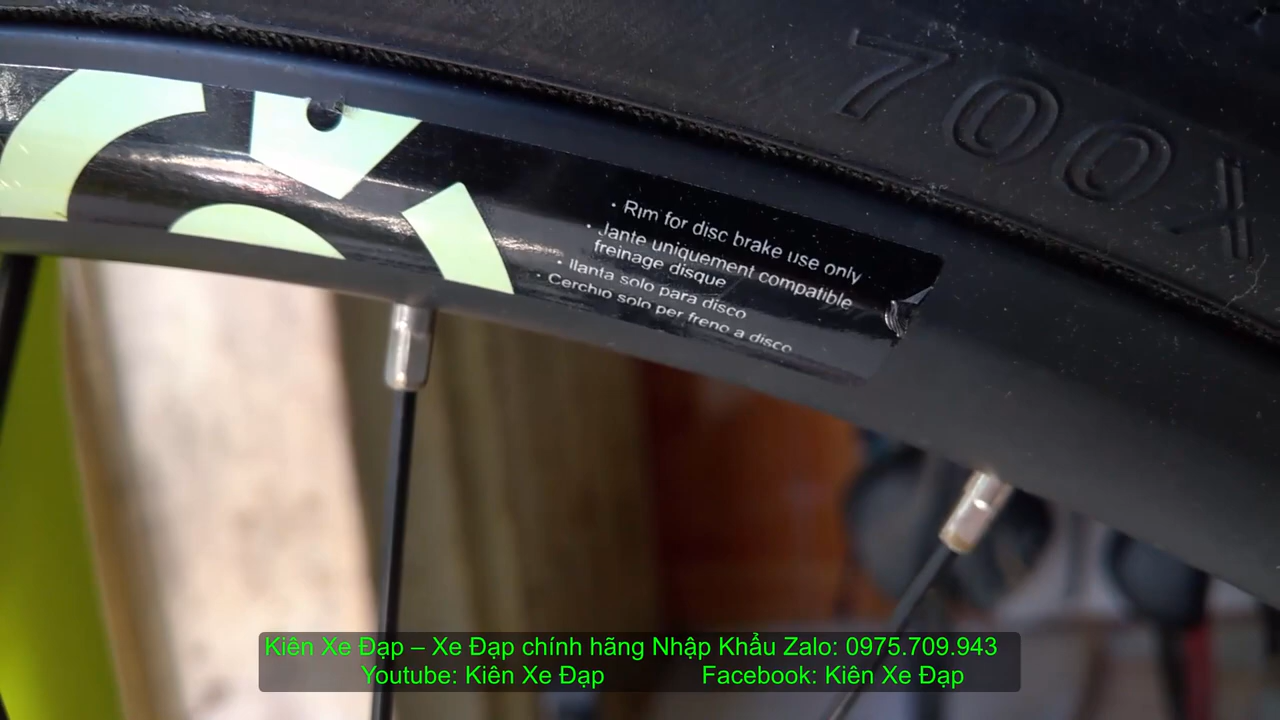 700X
· Rim for disc brake use only
· Jante uniquement compatible
freinage disque
· llanta solo para disco
· Cerchio solo per freno a disco
Kiên Xe Đạp – Xe Đạp chính hãng Nhập Khẩu Zalo: 0975.709.943
Youtube: Kiên Xe Đạp Facebook: Kiên Xe Đạp